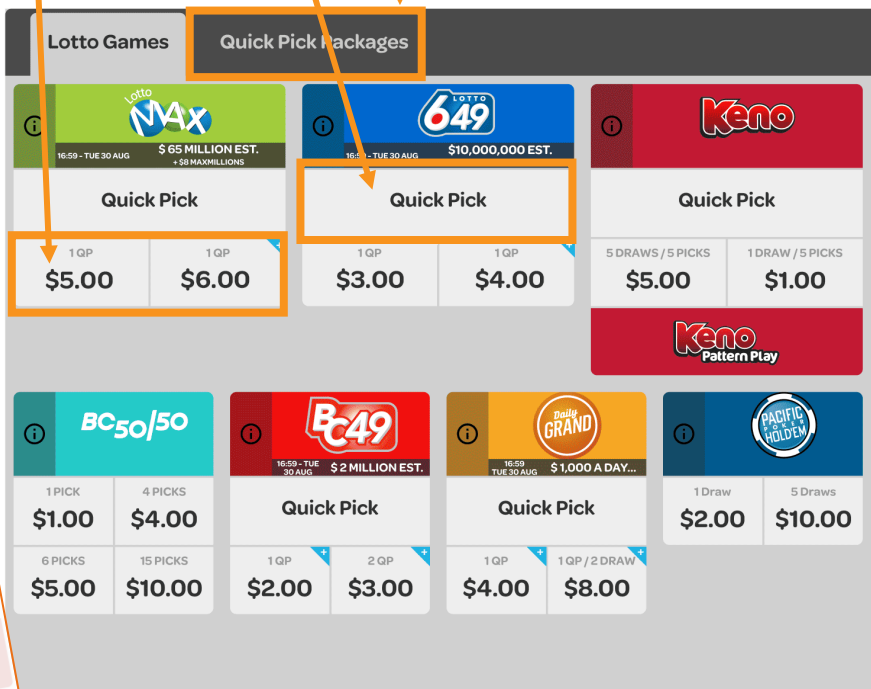 Lotto Games
Quick Pick Packages
Lotto
MAX
16:59 - TUE 30 AUG
$ 65 MILLION EST.
+ $8 MAXMILLIONS
Quick Pick
1 QP
$5.00
1 QP
$6.00
+
LOTTO
649
16:59 - TUE 30 AUG
$10,000,000 EST.
Quick Pick
1 QP
$3.00
1 QP
$4.00
+
Keno
Quick Pick
5 DRAWS / 5 PICKS
$5.00
1 DRAW / 5 PICKS
$1.00
Keno
Pattern Play
BC50/50
1 PICK
$1.00
4 PICKS
$4.00
6 PICKS
$5.00
15 PICKS
$10.00
BC49
16:59 - TUE
30 AUG
$ 2 MILLION EST.
Quick Pick
1 QP
$2.00
+
2 QP
$3.00
+
Daily
GRAND
16:59
TUE 30 AUG
$ 1,000 A DAY...
Quick Pick
1 QP
$4.00
+
1 QP / 2 DRAW
$8.00
+
PACIFIC
POKER
HOLD'EM
1 Draw
$2.00
5 Draws
$10.00